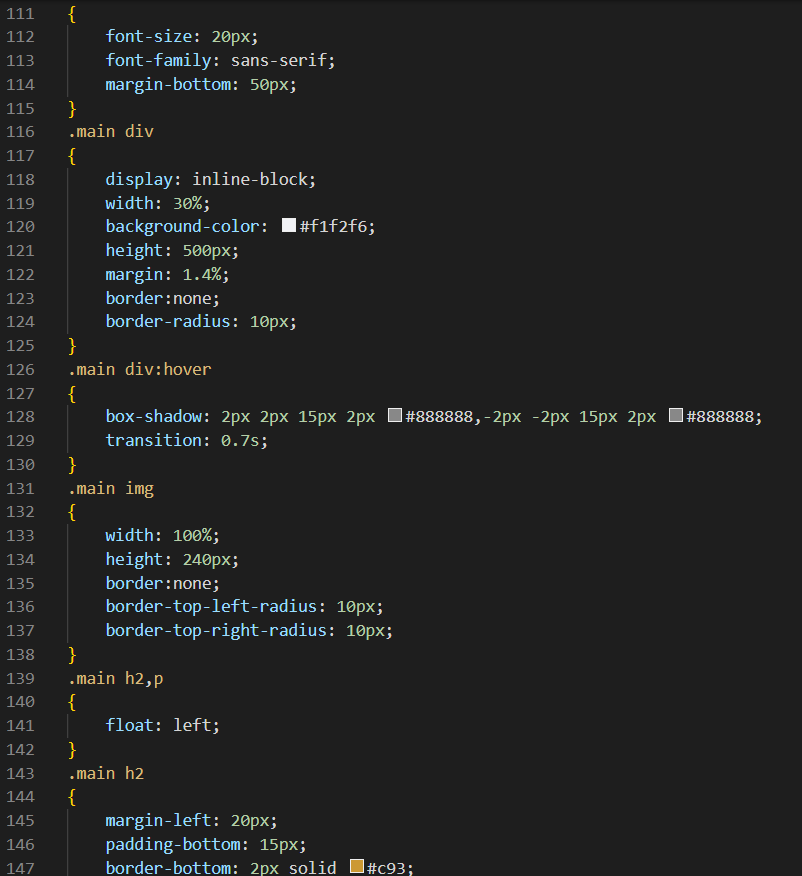 111 {
112 font-size: 20px;
113 font-family: sans-serif;
114 margin-bottom: 50px;
115 }
116 .main div
117 {
118 display: inline-block;
119 width: 30%;
120 background-color: #f1f2f6;
121 height: 500px;
122 margin: 1.4%;
123 border:none;
124 border-radius: 10px;
125 }
126 .main div:hover
127 {
128 box-shadow: 2px 2px 15px 2px #888888,-2px -2px 15px 2px #888888;
129 transition: 0.7s;
130 }
131 .main img
132 {
133 width: 100%;
134 height: 240px;
135 border:none;
136 border-top-left-radius: 10px;
137 border-top-right-radius: 10px;
138 }
139 .main h2,p
140 {
141 float: left;
142 }
143 .main h2
144 {
145 margin-left: 20px;
146 padding-bottom: 15px;
147 border-bottom: 2px solid #c93;